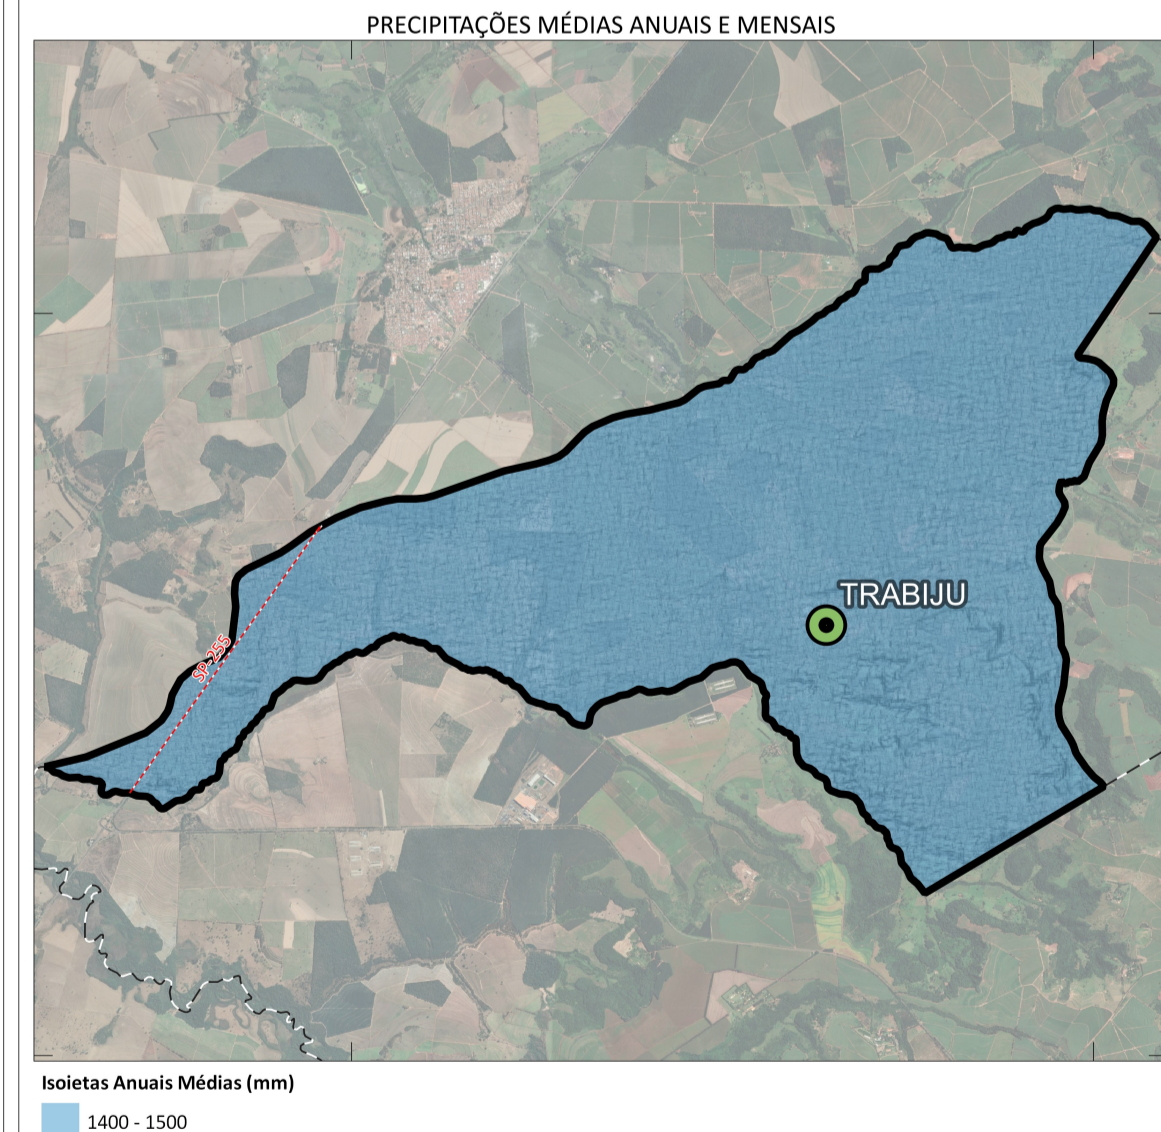 PRECIPITAÇÕES MÉDIAS ANUAIS E MENSAIS
TRABIJU
SP-255
Isoietas Anuais Médias (mm)
1400 - 1500